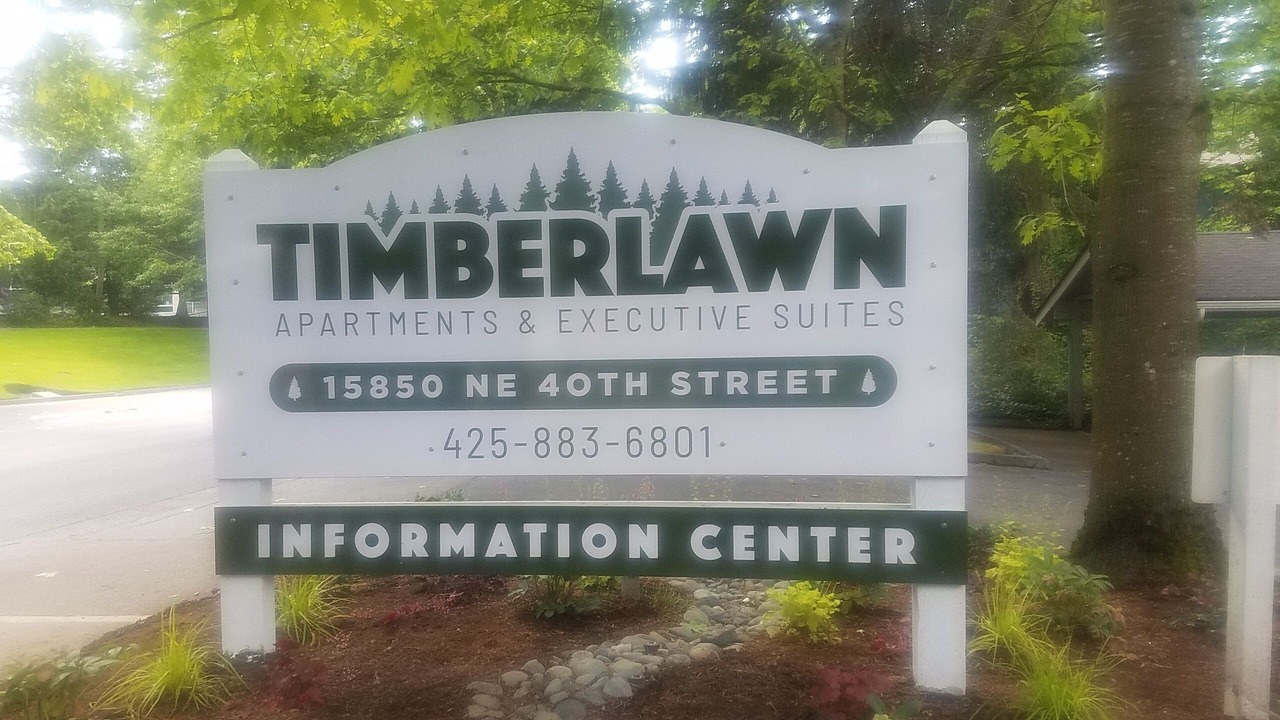 TIMBERLAWN
APARTMENTS & EXECUTIVE SUITES
15850 NE 40TH STREET
425-883-6801
INFORMATION CENTER